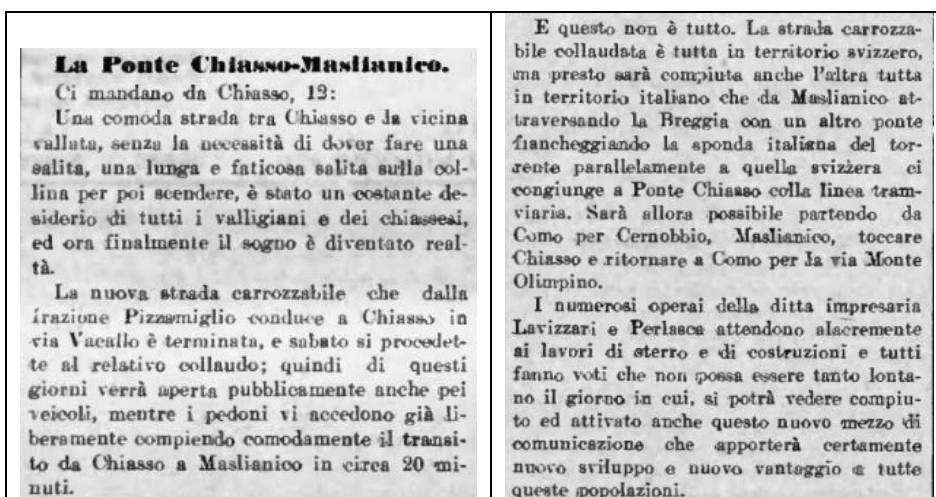 La Ponte Chiasso-Maslianico.
Ci mandano da Chiasso, 12:
Una comoda strada tra Chiasso e la vicina
vallata, senza la necessità di dover fare una
salita, una lunga e faticosa salita sulla col-
lina per poi scendere, è stato un costante de-
siderio di tutti i valligiani e dei chiassesi,
ed ora finalmente il sogno è diventato real-
tà.
La nuova strada carrozzabile che dalla
frazione Pizzamiglio conduce a Chiasso in
via Vacallo è terminata, e sabato si procedet-
te al relativo collaudo; quindi di questi
giorni verrà aperta pubblicamente anche pei
veicoli, mentre i pedoni vi accedono già li-
beramente compiendo comodamente il transi-
to da Chiasso a Maslianico in circa 20 mi-
nuti.
E questo non è tutto. La strada carrozza-
bile collaudata è tutta in territorio svizzero,
ma presto sarà compiuta anche l'altra tutta
in territorio italiano che da Maslianico at-
traversando la Breggia con un altro ponte
fiancheggiando la sponda italiana del tor-
rente parallelamente a quella svizzera ci
congiunge a Ponte Chiasso colla linea tram-
viaria. Sarà allora possibile partendo da
Como per Cernobbio, Maslianico, toccare
Chiasso e ritornare a Como per la via Monte
Olimpino.
I numerosi operai della ditta impresaria
Lavizzari e Perlasca attendono alacremente
ai lavori di sterro e di costruzioni e tutti
fanno voti che non possa essere tanto lonta-
no il giorno in cui, si potrà vedere compiu-
to ed attivato anche questo nuovo mezzo di
comunicazione che apporterà certamente
nuovo sviluppo e nuovo vantaggio a tutte
queste popolazioni.